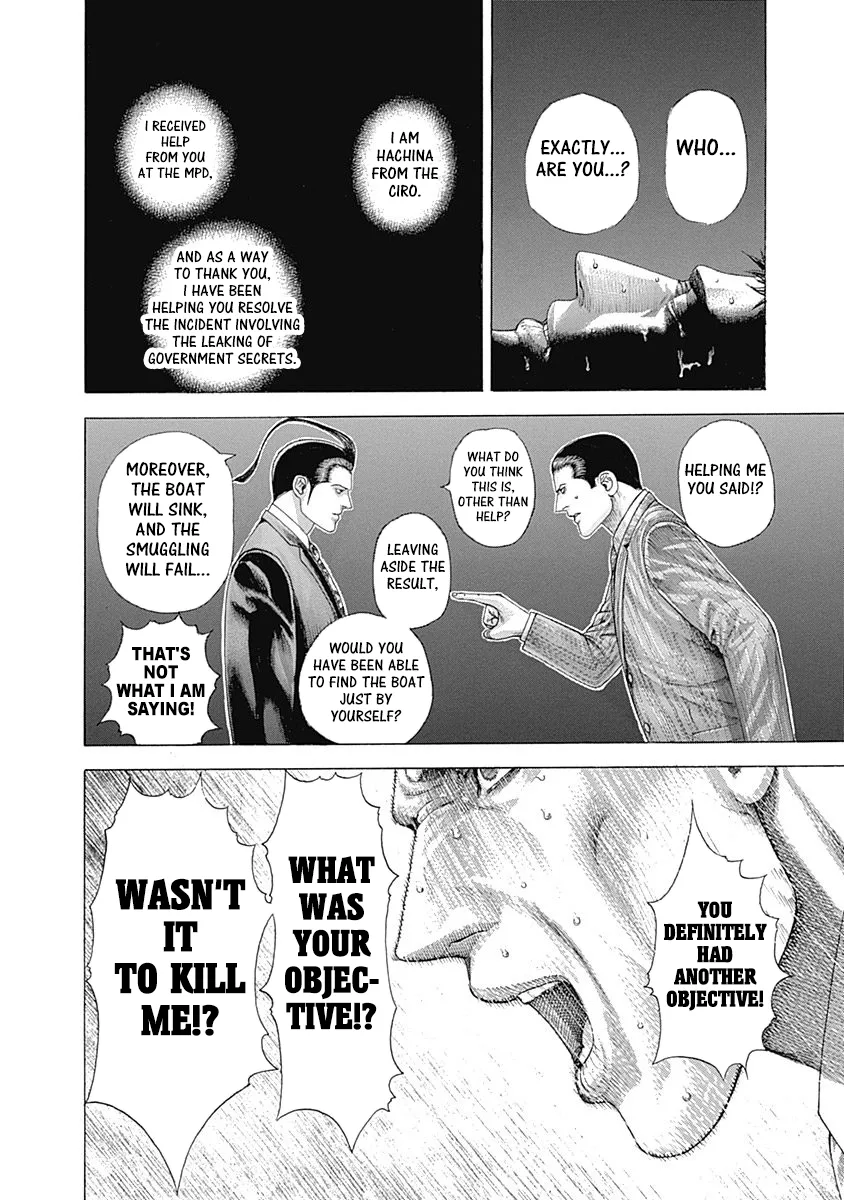 WHO...
EXACTLY...
ARE YOU...?
I AM
HACHINA
FROM THE
CIRO.
I RECEIVED
HELP
FROM YOU
AT THE MPD,
AND AS A WAY
TO THANK YOU,
I HAVE BEEN
HELPING YOU RESOLVE
THE INCIDENT INVOLVING
THE LEAKING OF
GOVERNMENT SECRETS.
HELPING ME
YOU SAID!?
WHAT DO
YOU THINK
THIS IS,
OTHER THAN
HELP?
LEAVING
ASIDE THE
RESULT,
WOULD YOU
HAVE BEEN ABLE
TO FIND THE BOAT
JUST BY
YOURSELF?
MOREOVER,
THE BOAT
WILL SINK,
AND THE
SMUGGLING
WILL FAIL...
THAT'S
NOT
WHAT I AM
SAYING!
YOU
DEFINITELY
HAD
ANOTHER
OBJECTIVE!
WHAT
WAS
YOUR
OBJEC-
TIVE!?
WASN'T
IT
TO KILL
ME!?